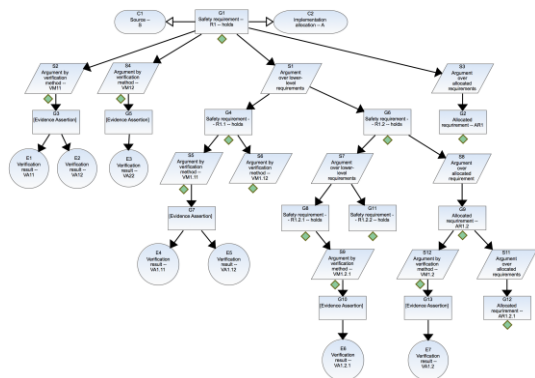 C1
Source --
S
G1
Safety requirement --
R1 -- holds
C2
Implementation
allocation -- A
S2
Argument by
verification
method --
VM11
S4
Argument by
verification
method --
VM12
S1
Argument
over lower-level
requirements
S3
Argument
over
allocated
requirements
G3
[Evidence Assertion]
G5
[Evidence Assertion]
G4
Safety requirement -
- R1.1 -- holds
G6
Safety requirement -
- R1.2 -- holds
G2
Allocated
requirement -- AR1
E1
Verification
result --
VA11
E2
Verification
result --
VA12
E3
Verification
result --
VA22
S5
Argument by
verification
method --
VM1.11
S6
Argument by
verification
method --
VM1.12
S7
Argument
over tower-level
requirements
S8
Argument
over
allocated
requirement
G7
[Evidence Assertion]
G8
Safety requirement -
- R1.2.1 -- holds
G11
Safety requirement -
- R1.2.2 -- holds
G9
Allocated
requirement --
AR1.2
E4
Verification
result --
VA1.11
Verification
result --
VA1.12
Argument by
verification
method --
VM1.2.1
S12
Argument by
verification
method --
VM1.2
S11
Argument
over
allocated
requirements
G10
[Evidence Assertion]
G13
[Evidence Assertion]
G12
Allocated
requirement --
AR1.2.1
E6
Verification
result --
VA1.2.1
E7
Verification
result --
VA1.2